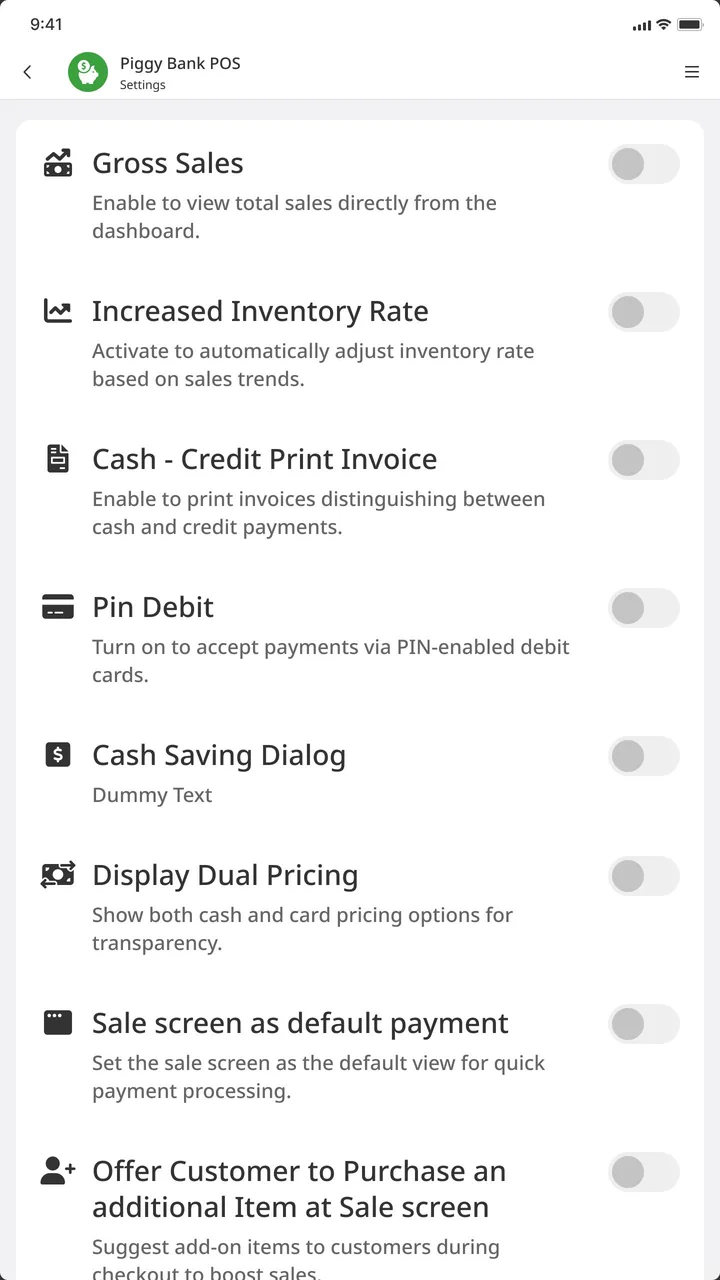 9:41
Piggy Bank POS
Settings
Gross Sales
Enable to view total sales directly from the
dashboard.
Increased Inventory Rate
Activate to automatically adjust inventory rate
based on sales trends.
Cash - Credit Print Invoice
Enable to print invoices distinguishing between
cash and credit payments.
Pin Debit
Turn on to accept payments via PIN-enabled debit
cards.
Cash Saving Dialog
Dummy Text
Display Dual Pricing
Show both cash and card pricing options for
transparency.
Sale screen as default payment
Set the sale screen as the default view for quick
payment processing.
Offer Customer to Purchase an
additional Item at Sale screen
Suggest add-on items to customers during
checkout to boost sales.